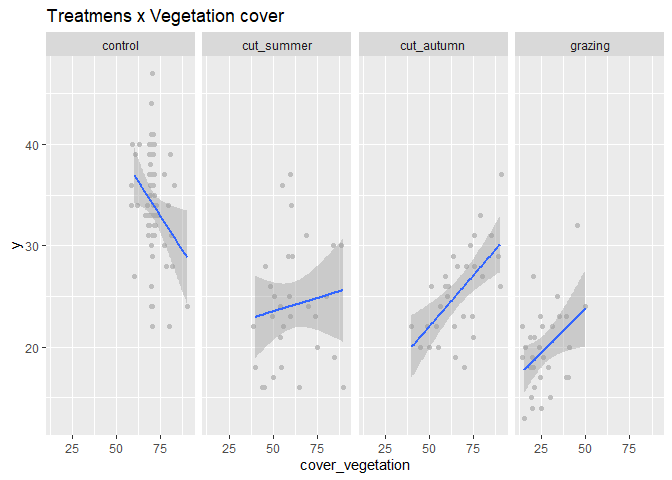 Treatmens x Vegetation cover
control cut_summer cut_autumn grazing
40
30
20
y
25 50 75 25 50 75 25 50 75 25 50 75
cover_vegetation